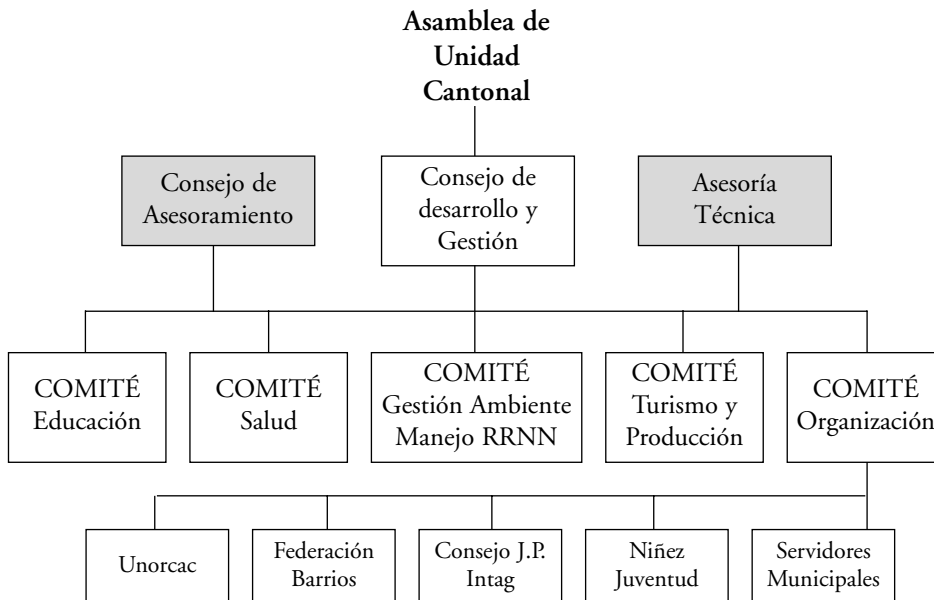 Asamblea de
Unidad
Cantonal
Consejo de
Asesoramiento
Consejo de
desarrollo y
Gestión
Asesoría
Técnica
COMITÉ
Educación
COMITÉ
Salud
COMITÉ
Gestión Ambiente
Manejo RRNN
COMITÉ
Turismo y
Producción
COMITÉ
Organización
Unorcac
Federación
Barrios
Consejo J.P.
Intag
Niñez
Juventud
Servidores
Municipales